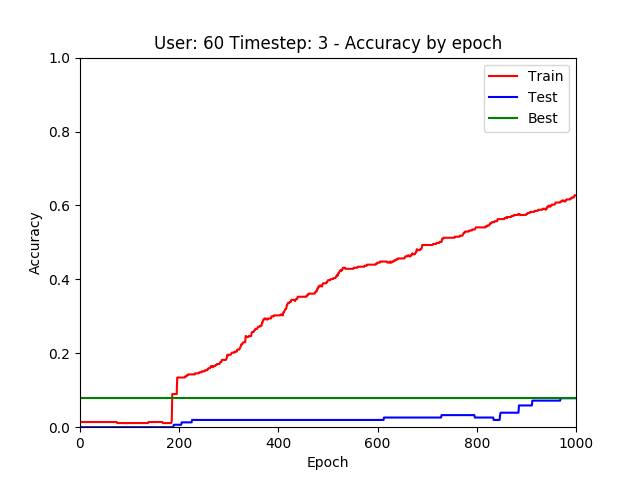 User: 60 Timestep: 3 - Accuracy by epoch
1.0
0.8
0.6
0.4
0.2
0.0
Accuracy
Train
Test
Best
0 200 400 600 800 1000
Epoch